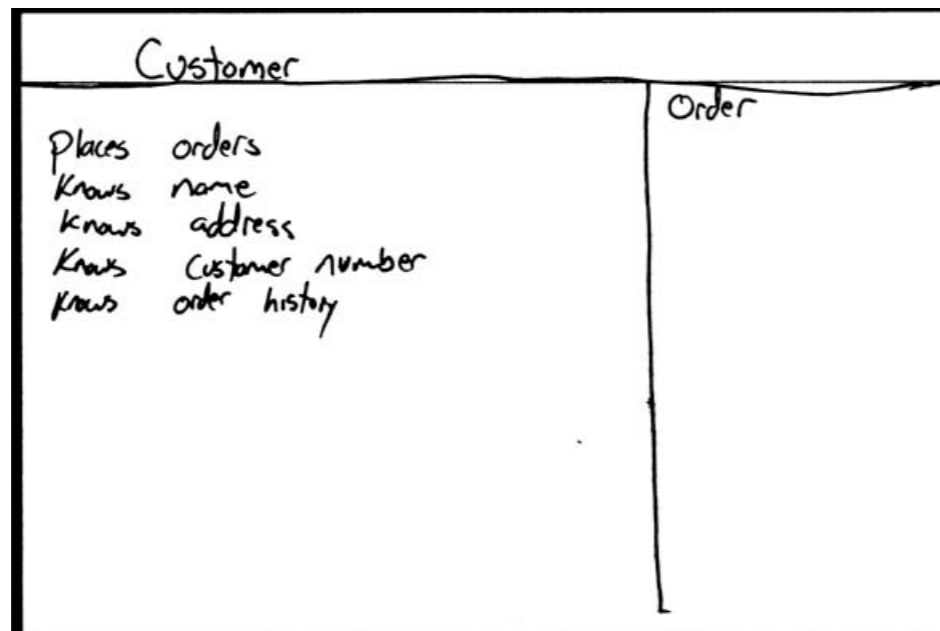 Customer
Order
Places orders
Knows name
Knows address
Knows Customer number
Knows order history